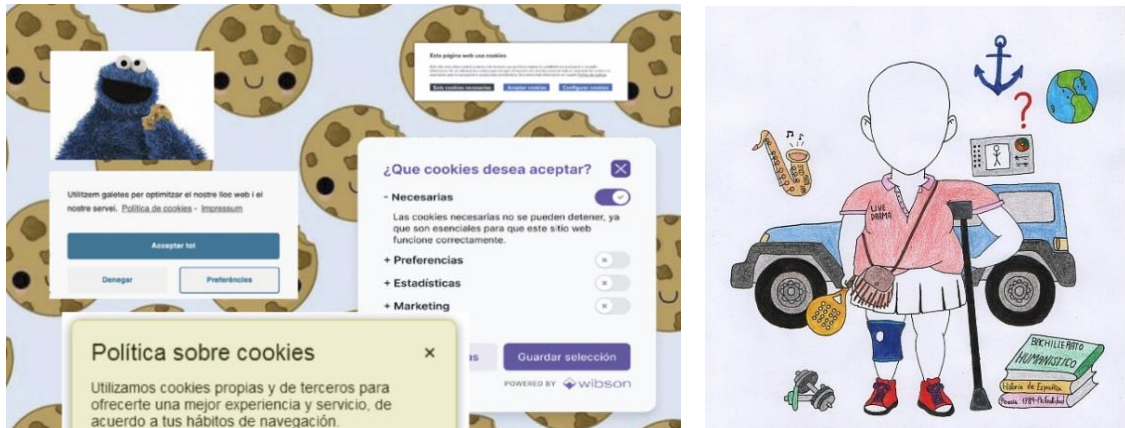 Esta página web usa cookies
Solo cookies necesarias Aceptar cookies Configurar cookies
Utilitzem galetes per optimitzar el nostre lloc web i el
nostre servei. Política de cookies - Impressum
Acceptar tot
Denegar Preferències
¿Que cookies desea aceptar?
- Necesarias
Las cookies necesarias no se pueden detener, ya
que son esenciales para que este sitio web
funcione correctamente.
+ Preferencias
+ Estadísticas
+ Marketing
as Guardar selección
POWERED BY wibson
Política sobre cookies ×
Utilizamos cookies propias y de terceros para
ofrecerte una mejor experiencia y servicio, de
acuerdo a tus hábitos de navegación.
?
LIVE
DRAMA
BACHILLERATO
HUMANÍSTICO
Historia de España
Poesía 1939-Actualidad